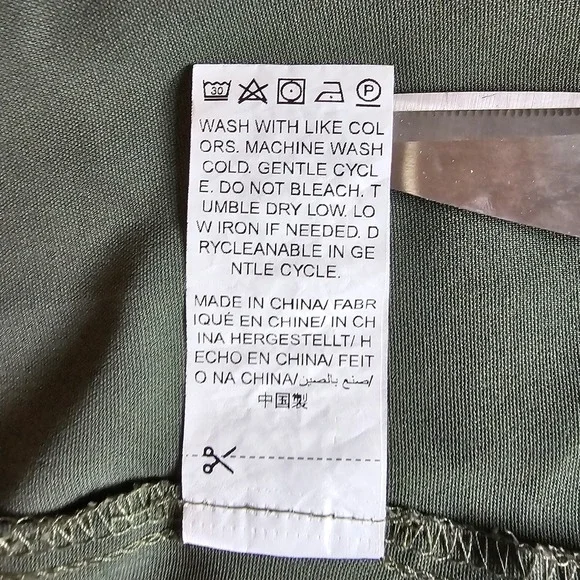 30 P
WASH WITH LIKE COL
ORS. MACHINE WASH
COLD. GENTLE CYCL
E. DO NOT BLEACH. T
UMBLE DRY LOW. LO
W IRON IF NEEDED. D
RYCLEANABLE IN GE
NTLE CYCLE.
MADE IN CHINA/ FABR
IQUÉ EN CHINE/ IN CH
INA HERGESTELLT/ H
ECHO EN CHINA/ FEIT
O NA CHINA/صنع بالصين/
中国製